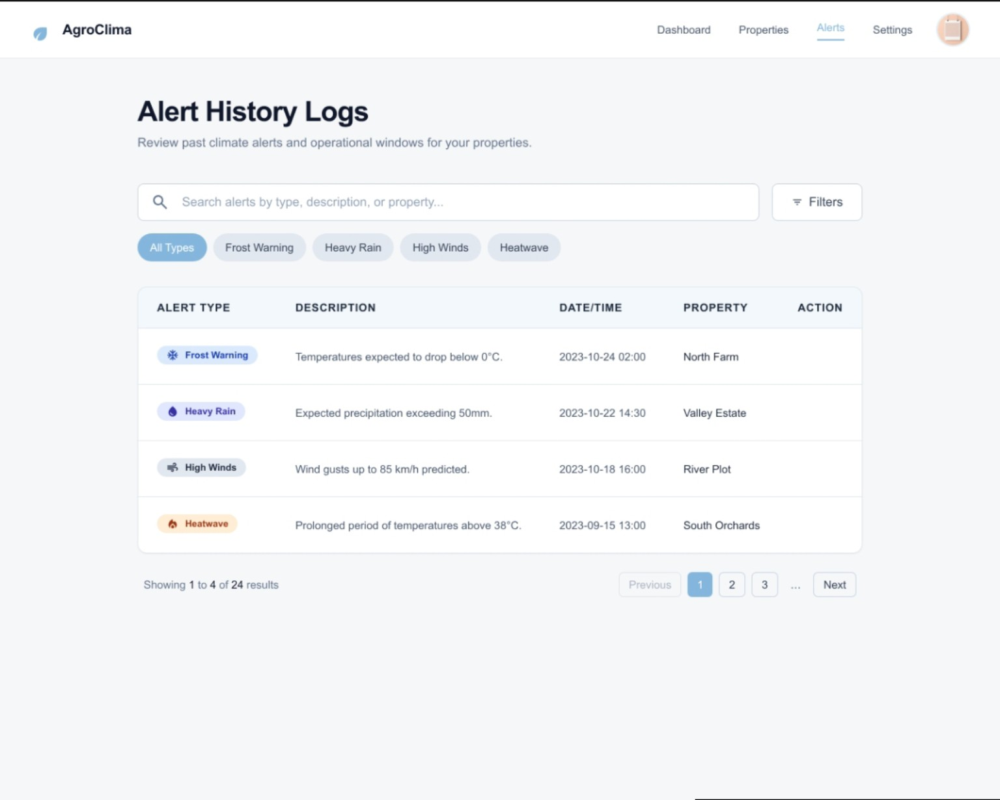 AgroClima
Dashboard Properties Alerts Settings
Alert History Logs
Review past climate alerts and operational windows for your properties.
Search alerts by type, description, or property...
Filters
All Types Frost Warning Heavy Rain High Winds Heatwave
ALERT TYPE DESCRIPTION DATE/TIME PROPERTY ACTION
Frost Warning Temperatures expected to drop below 0°C. 2023-10-24 02:00 North Farm
Heavy Rain Expected precipitation exceeding 50mm. 2023-10-22 14:30 Valley Estate
High Winds Wind gusts up to 85 km/h predicted. 2023-10-18 16:00 River Plot
Heatwave Prolonged period of temperatures above 38°C. 2023-09-15 13:00 South Orchards
Showing 1 to 4 of 24 results
Previous 1 2 3 ... Next